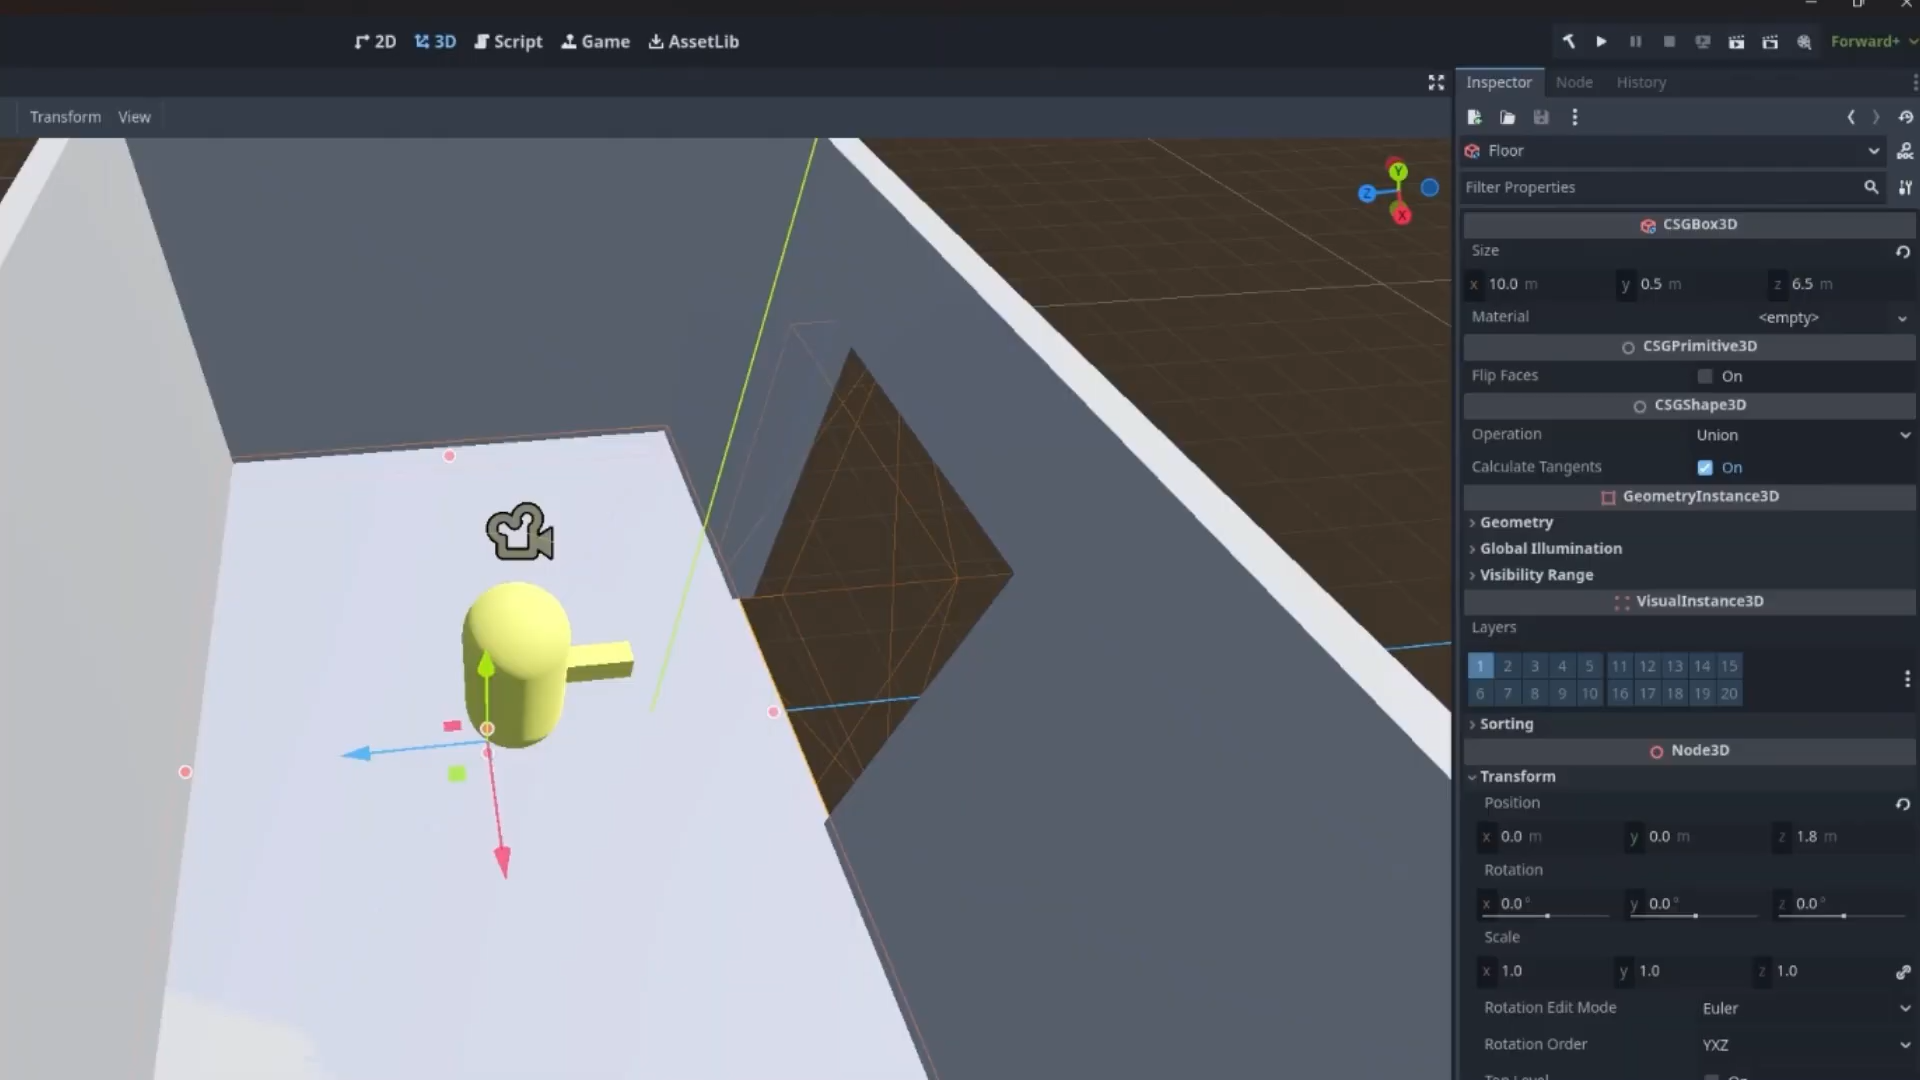 2D 3D Script Game AssetLib Forward+
Inspector Node History
Transform View
Floor
Filter Properties
CSGBox3D
Size
x 10.0 m y 0.5 m z 6.5 m
Material <empty>
CSGPrimitive3D
Flip Faces On
CSGShape3D
Operation Union
Calculate Tangents On
GeometryInstance3D
Geometry
Global Illumination
Visibility Range
VisualInstance3D
Layers
1 2 3 4 5 11 12 13 14 15
6 7 8 9 10 16 17 18 19 20
Sorting
Node3D
Transform
Position
x 0.0 m y 0.0 m z 1.8 m
Rotation
x 0.0° y 0.0° z 0.0°
Scale
x 1.0 y 1.0 z 1.0
Rotation Edit Mode Euler
Rotation Order YXZ
Y
Z
X